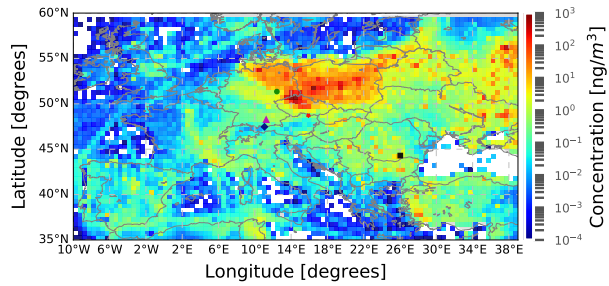 60°N
55°N
50°N
45°N
40°N
35°N
Latitude [degrees]
10°W 6°W 2°W 2°E 6°E 10°E 14°E 18°E 22°E 26°E 30°E 34°E 38°E
Longitude [degrees]
10³
10²
10¹
10⁰
10⁻¹
10⁻²
10⁻³
10⁻⁴
Concentration [ng/m³]